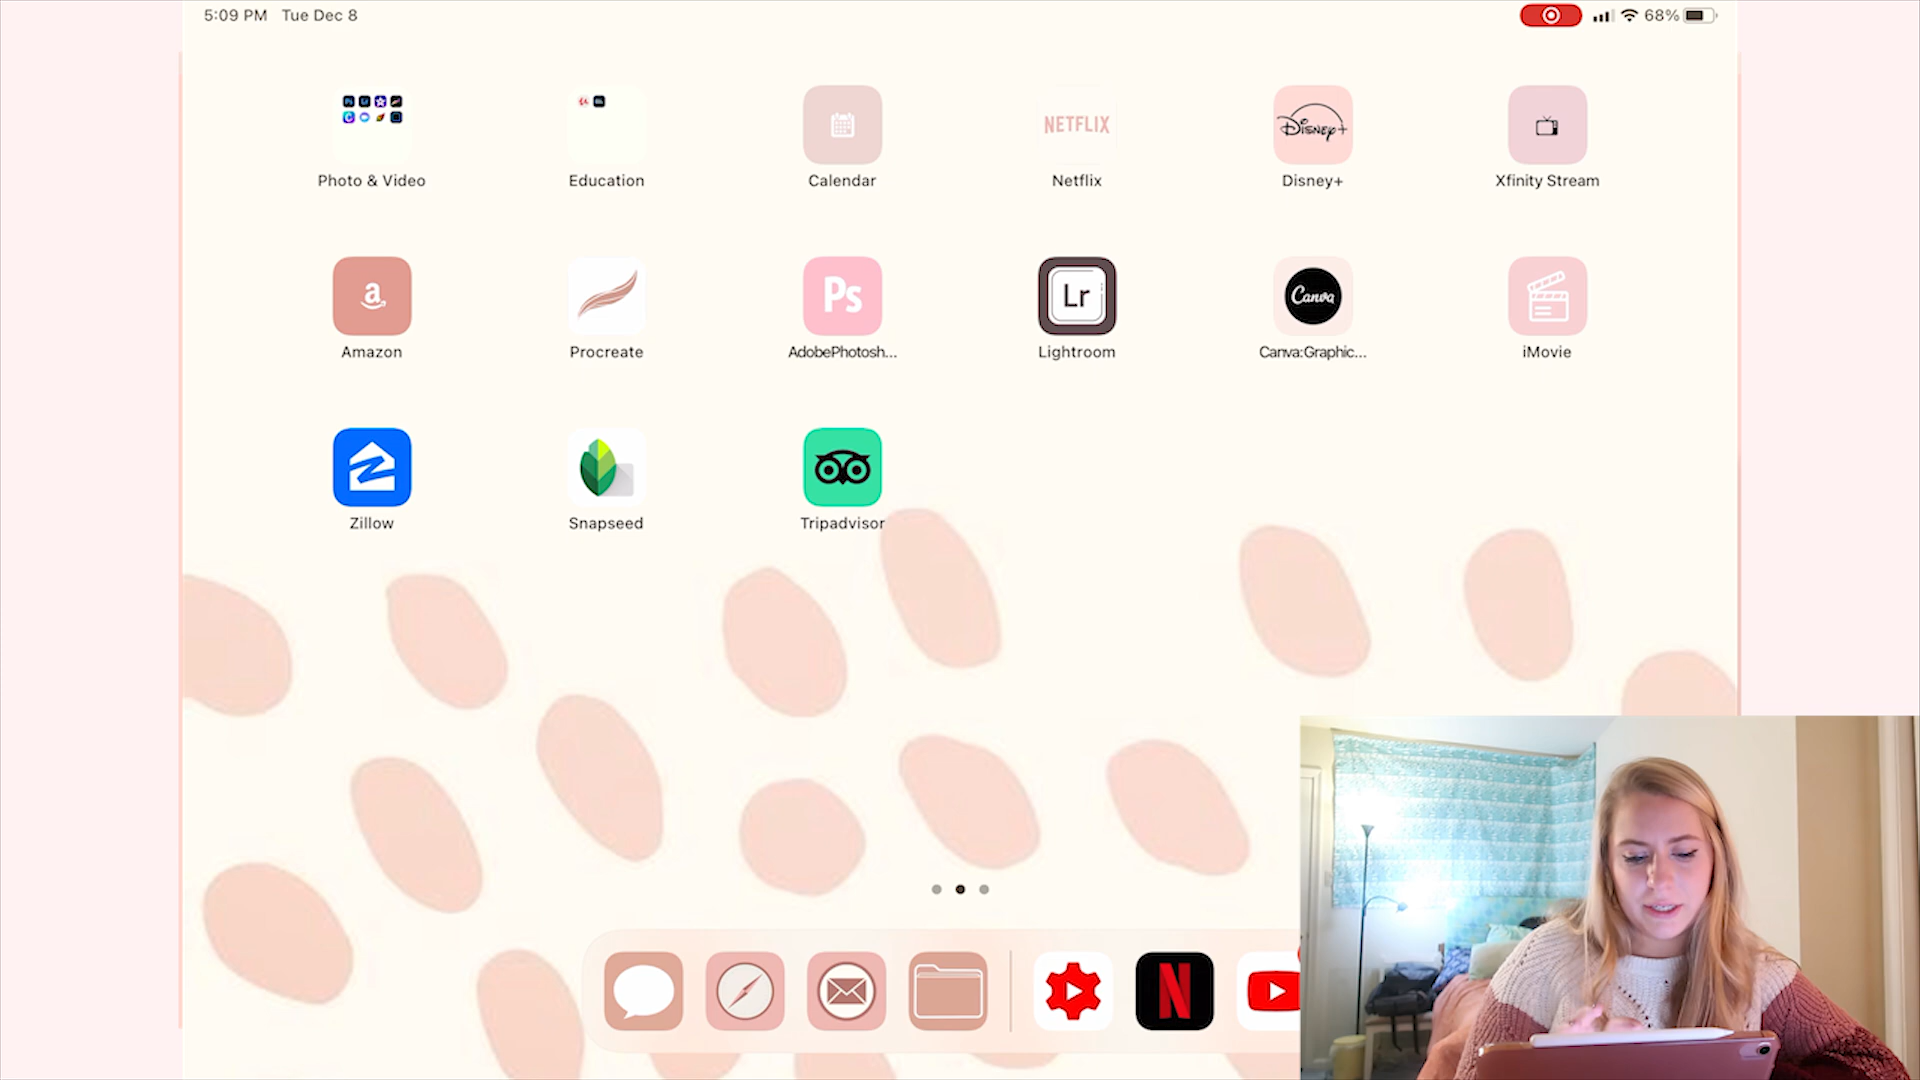 5:09 PM Tue Dec 8 68%
NETFLIX Disney+
Photo & Video Education Calendar Netflix Disney+ Xfinity Stream
a Ps Lr Canva
Amazon Procreate AdobePhotosh... Lightroom Canva:Graphic... iMovie
Zillow Snapseed Tripadvisor
N